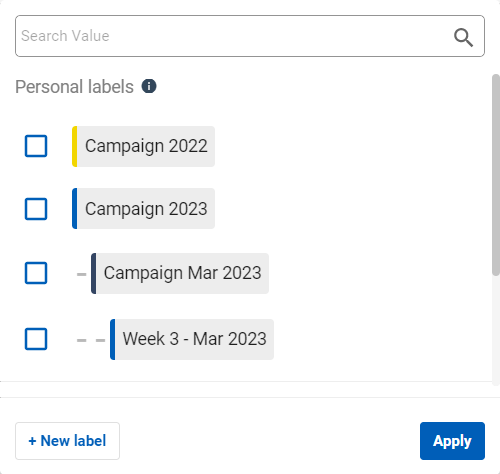 Search Value
Personal labels
Campaign 2022
Campaign 2023
Campaign Mar 2023
Week 3 - Mar 2023
+ New label
Apply